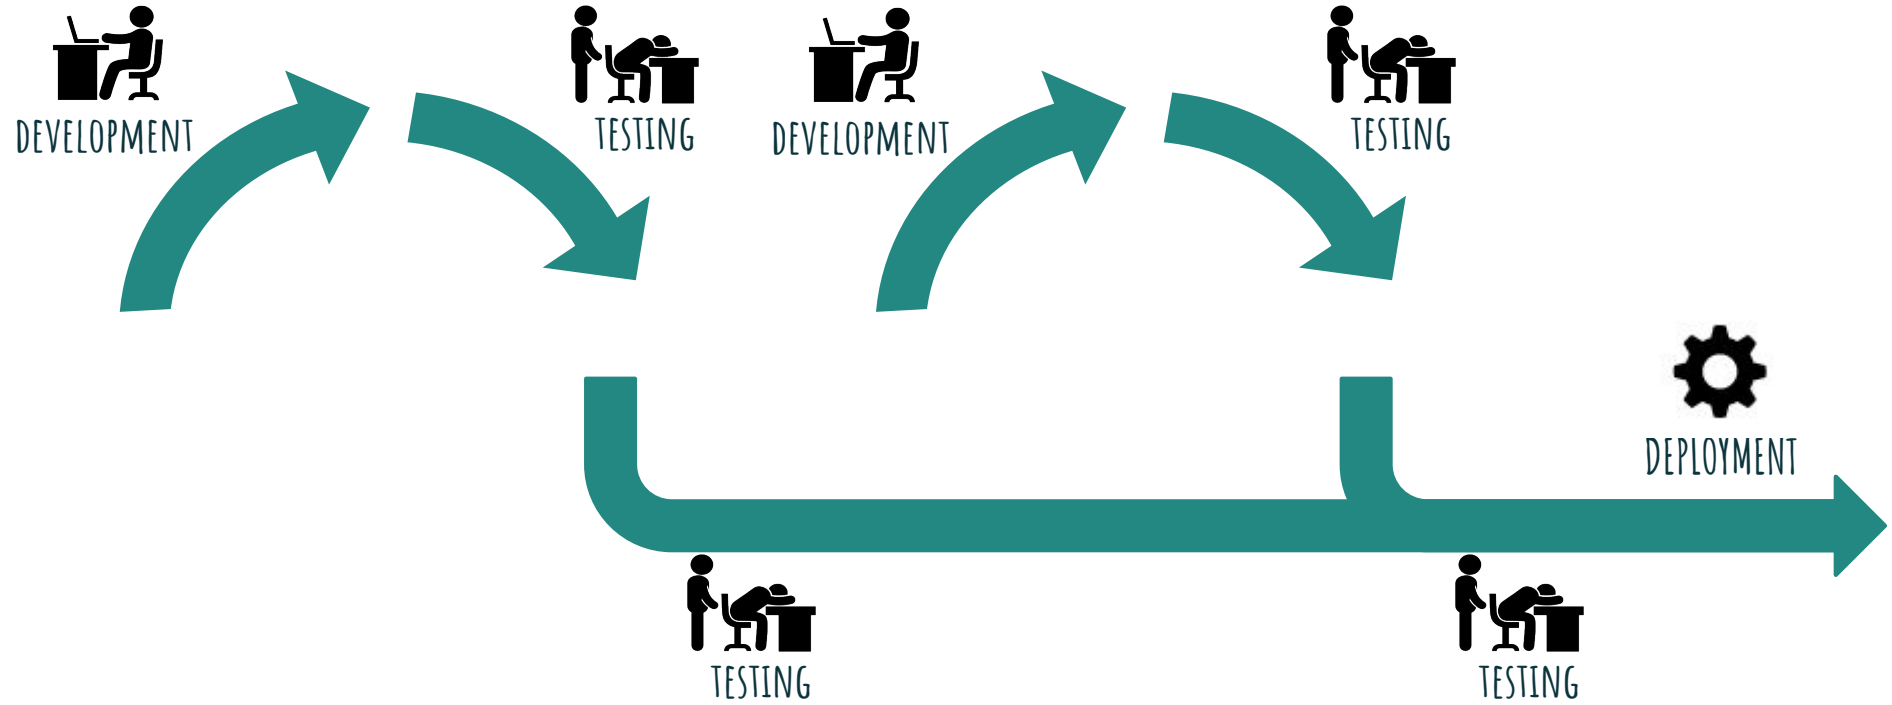 DEVELOPMENT
TESTING
DEVELOPMENT
TESTING
DEPLOYMENT
TESTING
TESTING